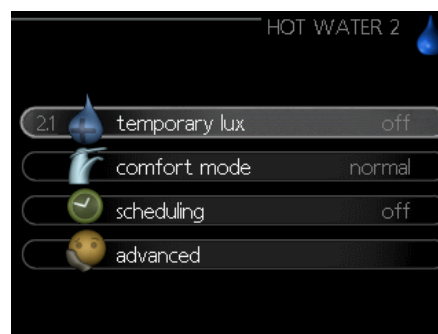 HOT WATER 2
2.1 temporary lux off
comfort mode normal
scheduling off
advanced